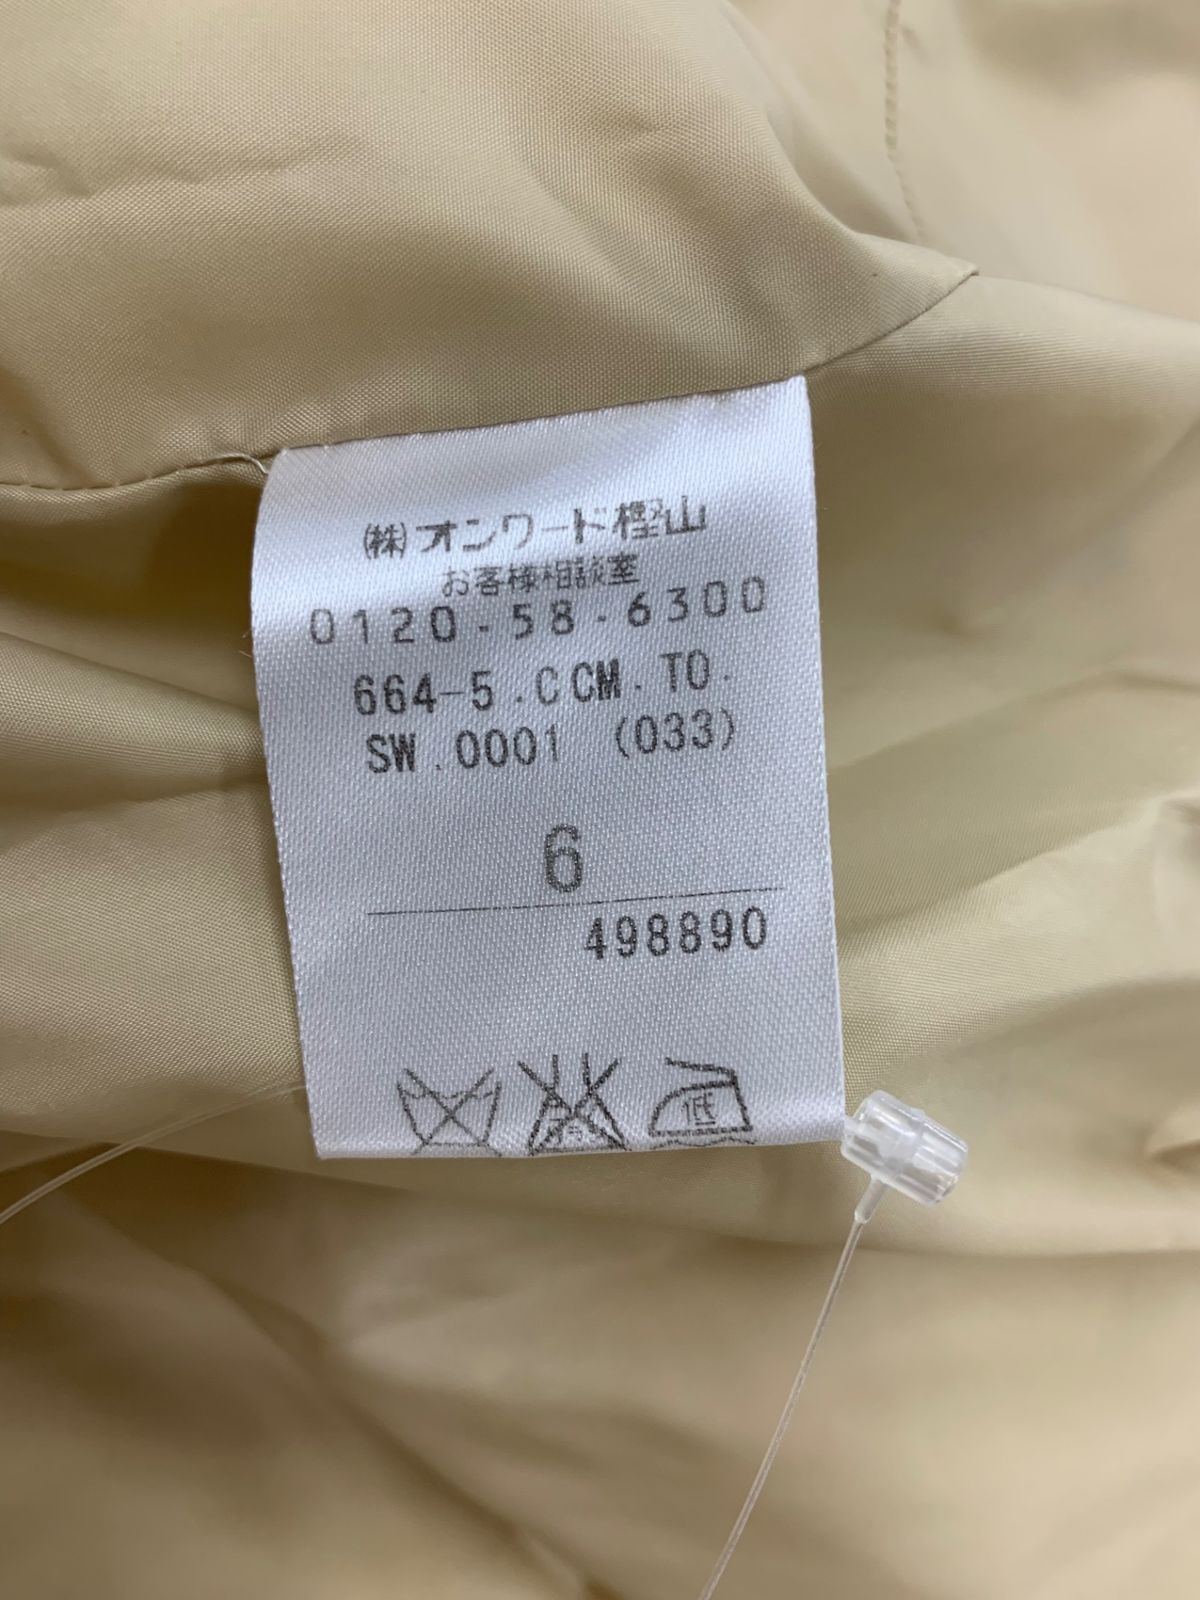 (株)オンワード樫山
お客様相談室
0120-58-6300
664-5.CCM.TO.
SW.0001 (033)
6
498890
低